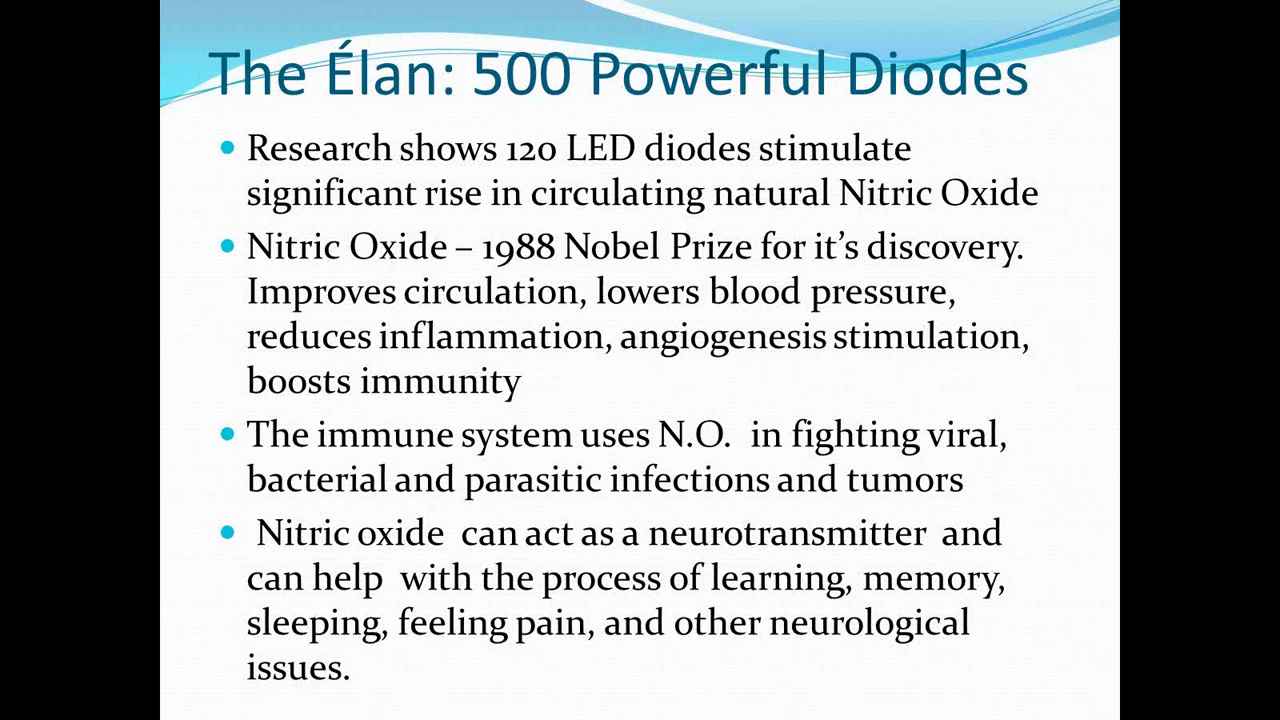 The Élan: 500 Powerful Diodes
• Research shows 120 LED diodes stimulate
significant rise in circulating natural Nitric Oxide
• Nitric Oxide – 1988 Nobel Prize for it's discovery.
Improves circulation, lowers blood pressure,
reduces inflammation, angiogenesis stimulation,
boosts immunity
• The immune system uses N.O. in fighting viral,
bacterial and parasitic infections and tumors
• Nitric oxide can act as a neurotransmitter and
can help with the process of learning, memory,
sleeping, feeling pain, and other neurological
issues.